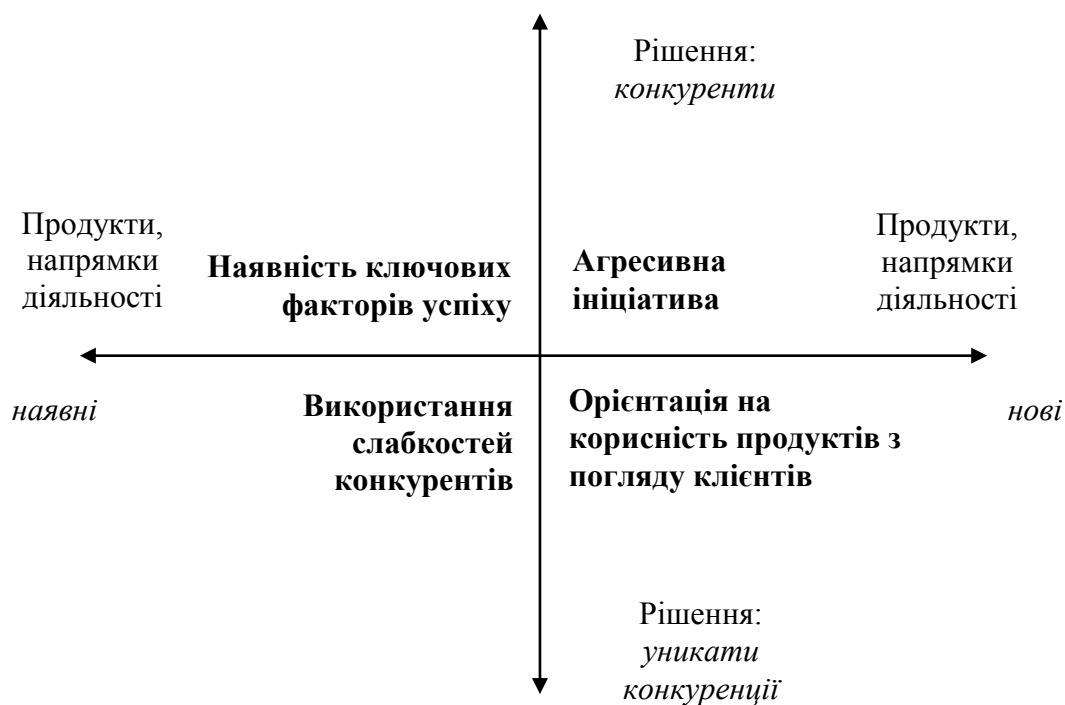 Рішення:
конкуренти
Продукти,
напрямки
діяльності
Наявність ключових
факторів успіху
Агресивна
ініціатива
Продукти,
напрямки
діяльності
наявні
Використання
слабкостей
конкурентів
Орієнтація на
корисність продуктів з
погляду клієнтів
нові
Рішення:
уникати
конкуренції